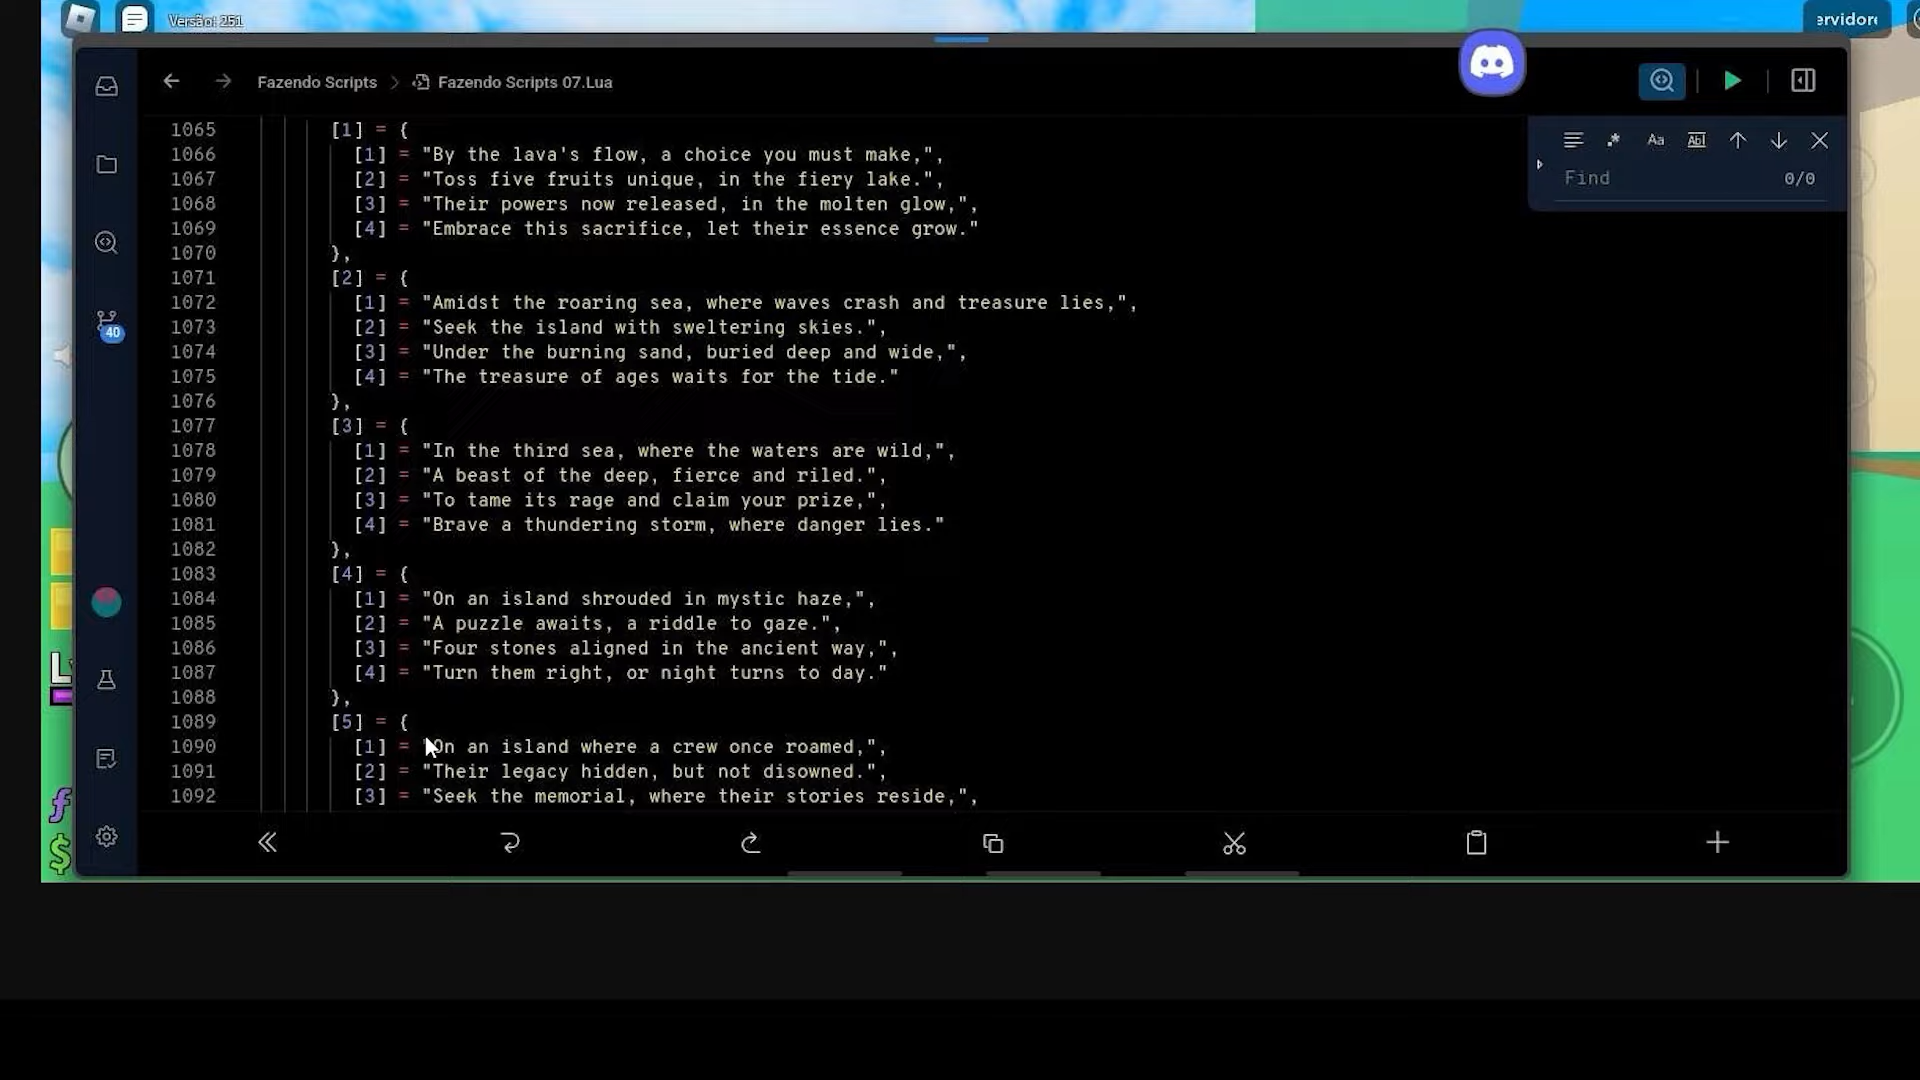 Versão: 251
ervidore
Fazendo Scripts > Fazendo Scripts 07.Lua
Aa Abl
Find 0/0
40
1065 [1] = {
1066 [1] = "By the lava's flow, a choice you must make,",
1067 [2] = "Toss five fruits unique, in the fiery lake.",
1068 [3] = "Their powers now released, in the molten glow,",
1069 [4] = "Embrace this sacrifice, let their essence grow."
1070 },
1071 [2] = {
1072 [1] = "Amidst the roaring sea, where waves crash and treasure lies,",
1073 [2] = "Seek the island with sweltering skies.",
1074 [3] = "Under the burning sand, buried deep and wide,",
1075 [4] = "The treasure of ages waits for the tide."
1076 },
1077 [3] = {
1078 [1] = "In the third sea, where the waters are wild,",
1079 [2] = "A beast of the deep, fierce and riled.",
1080 [3] = "To tame its rage and claim your prize,",
1081 [4] = "Brave a thundering storm, where danger lies."
1082 },
1083 [4] = {
1084 [1] = "On an island shrouded in mystic haze,",
1085 [2] = "A puzzle awaits, a riddle to gaze.",
1086 [3] = "Four stones aligned in the ancient way,",
1087 [4] = "Turn them right, or night turns to day."
1088 },
1089 [5] = {
1090 [1] = "On an island where a crew once roamed,",
1091 [2] = "Their legacy hidden, but not disowned.",
1092 [3] = "Seek the memorial, where their stories reside,",
ƒ
$